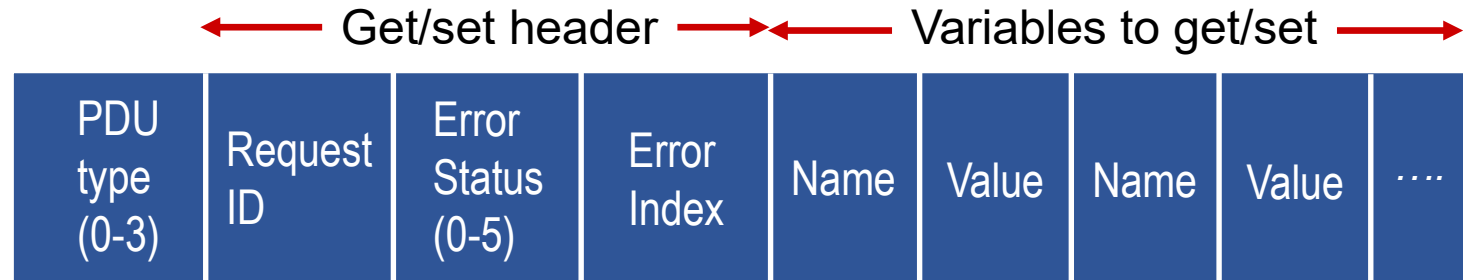 Get/set header
Variables to get/set
PDU
type
(0-3)
Request
ID
Error
Status
(0-5)
Error
Index
Name
Value
Name
Value
....